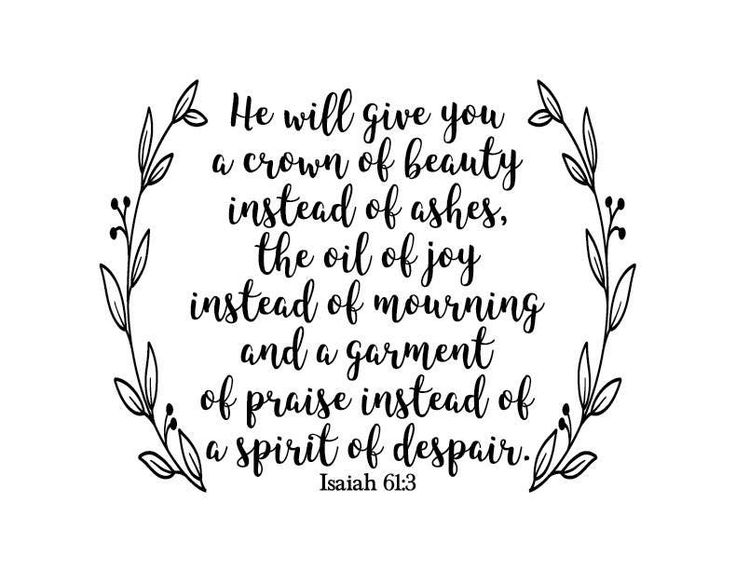 He will give you
a crown of beauty
instead of ashes,
the oil of joy
instead of mourning
and a garment
of praise instead of
a spirit of despair.
Isaiah 61:3